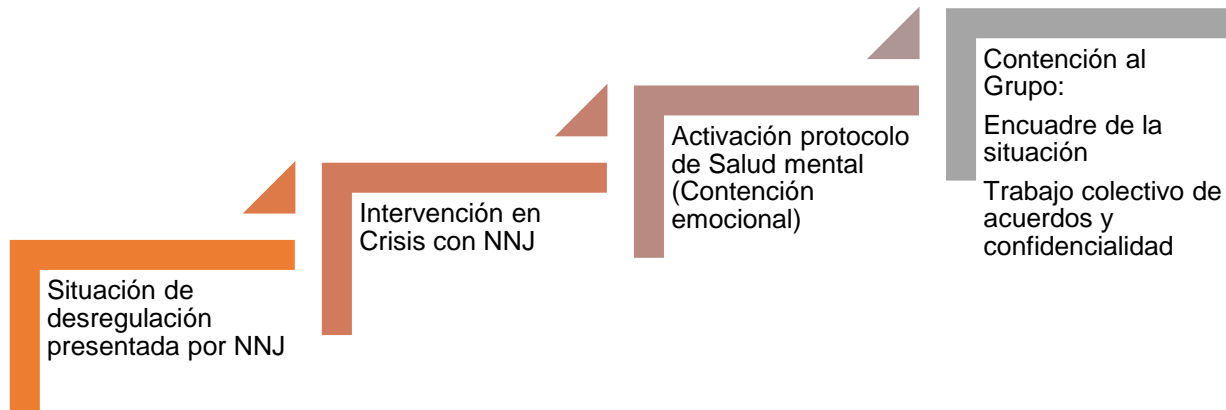 Situación de
desregulación
presentada por NNJ
Intervención en
Crisis con NNJ
Activación protocolo
de Salud mental
(Contención
emocional)
Contención al
Grupo:
Encuadre de la
situación
Trabajo colectivo de
acuerdos y
confidencialidad